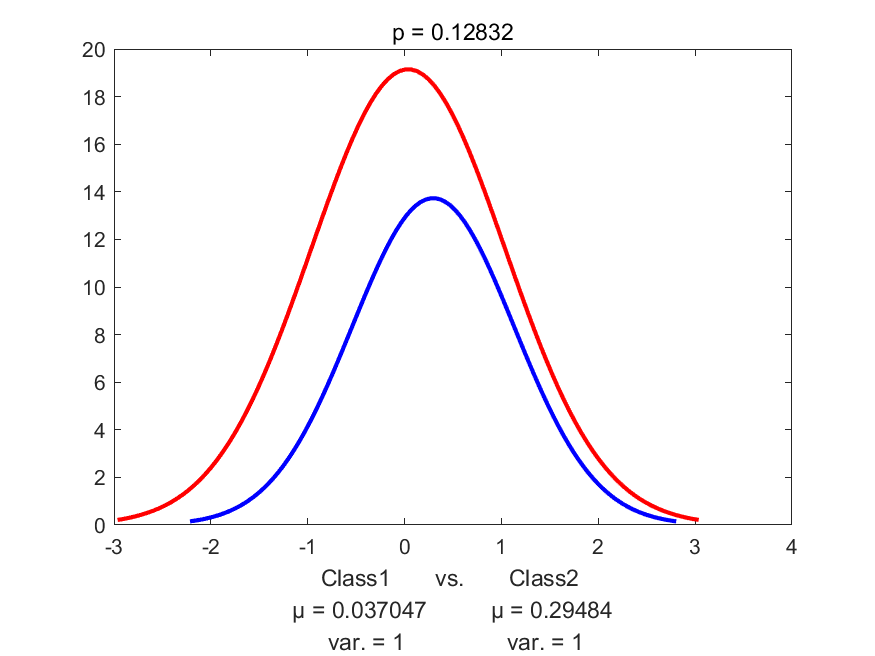 p = 0.12832
20
18
16
14
12
10
8
6
4
2
0
-3 -2 -1 0 1 2 3 4
Class1 vs. Class2
μ = 0.037047 μ = 0.29484
var. = 1 var. = 1